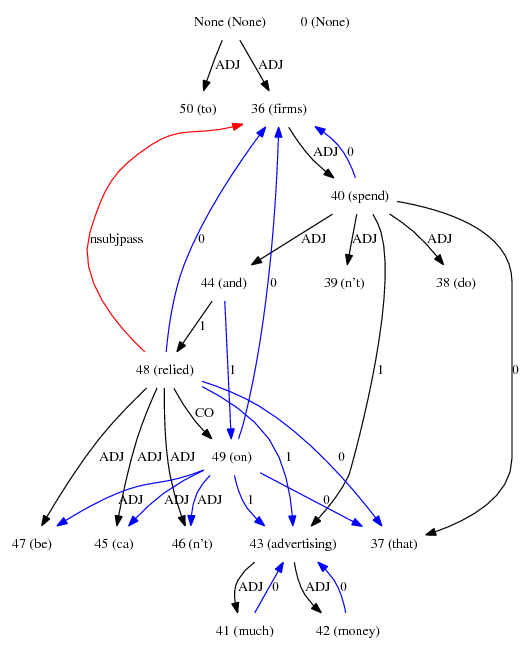 None (None) 0 (None)
ADJ ADJ
50 (to) 36 (firms)
ADJ 0
40 (spend)
nsubjpass 0 ADJ ADJ ADJ
44 (and) 0 39 (n't) 38 (do)
1
48 (relied) 1 1 0
CO
ADJ ADJ ADJ 49 (on) 1 0
ADJ ADJ ADJ 1 0
47 (be) 45 (ca) 46 (n't) 43 (advertising) 37 (that)
ADJ 0 ADJ 0
41 (much) 42 (money)